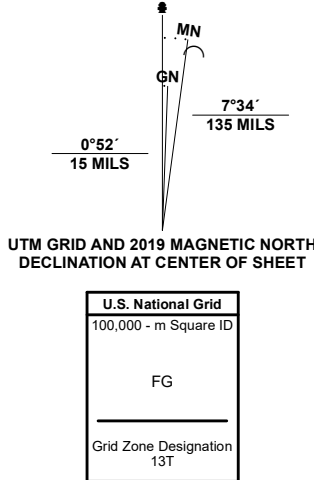 MN
GN
7°34´
135 MILS
0°52´
15 MILS
UTM GRID AND 2019 MAGNETIC NORTH
DECLINATION AT CENTER OF SHEET
U.S. National Grid
100,000 - m Square ID
FG
Grid Zone Designation
13T